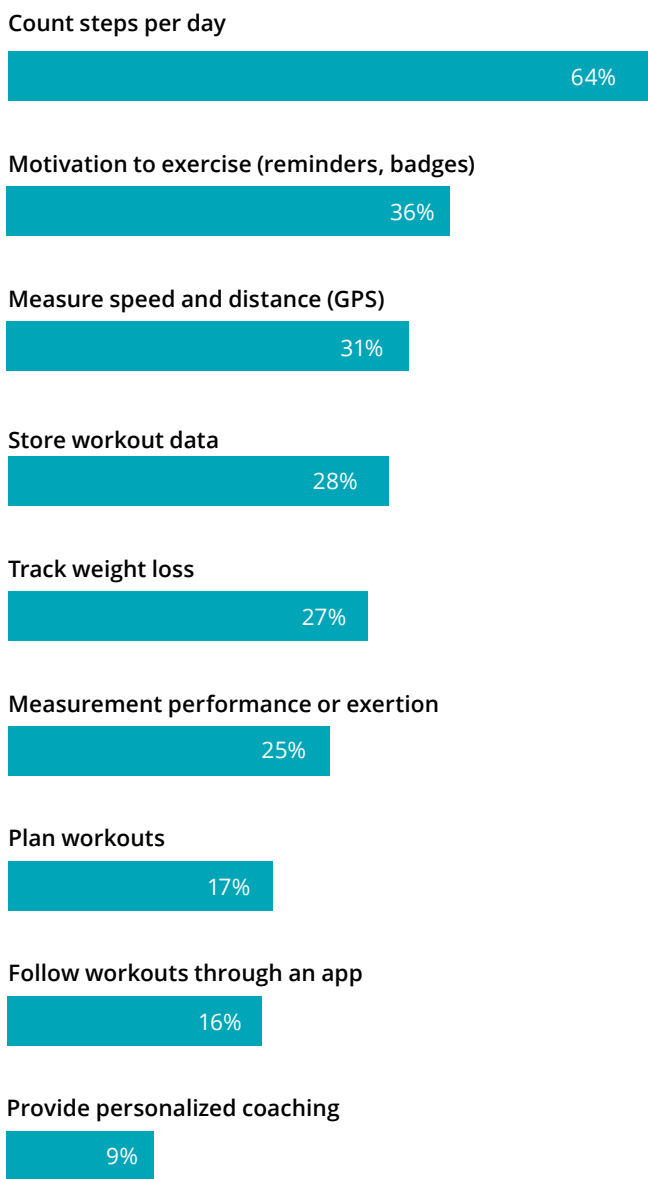 Count steps per day
64%
Motivation to exercise (reminders, badges)
36%
Measure speed and distance (GPS)
31%
Store workout data
28%
Track weight loss
27%
Measurement performance or exertion
25%
Plan workouts
17%
Follow workouts through an app
16%
Provide personalized coaching
9%